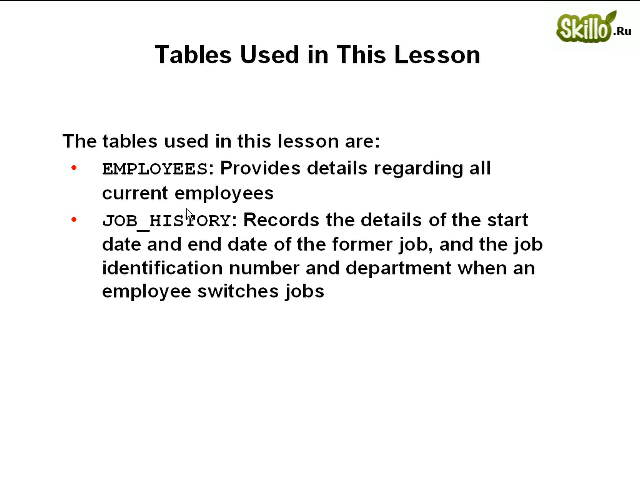 Skillo.Ru
Tables Used in This Lesson
The tables used in this lesson are:
• EMPLOYEES: Provides details regarding all
current employees
• JOB_HISTORY: Records the details of the start
date and end date of the former job, and the job
identification number and department when an
employee switches jobs